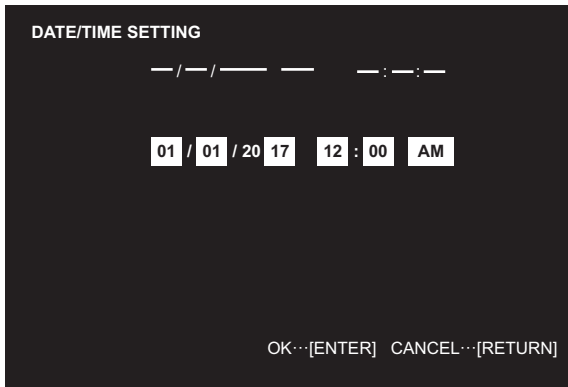 DATE/TIME SETTING
—/—/—— — —:—:—
01 / 01 / 20 17 12 : 00 AM
OK···[ENTER] CANCEL···[RETURN]